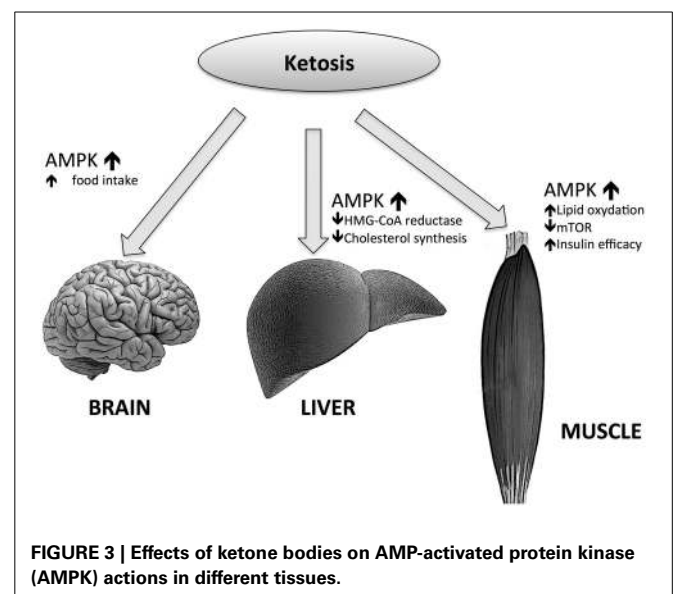 Ketosis
AMPK ↑
↑ food intake
AMPK ↑
↓HMG-CoA reductase
↓Cholesterol synthesis
AMPK ↑
↑Lipid oxydation
↓mTOR
↑Insulin efficacy
BRAIN
LIVER
MUSCLE
FIGURE 3 | Effects of ketone bodies on AMP-activated protein kinase
(AMPK) actions in different tissues.